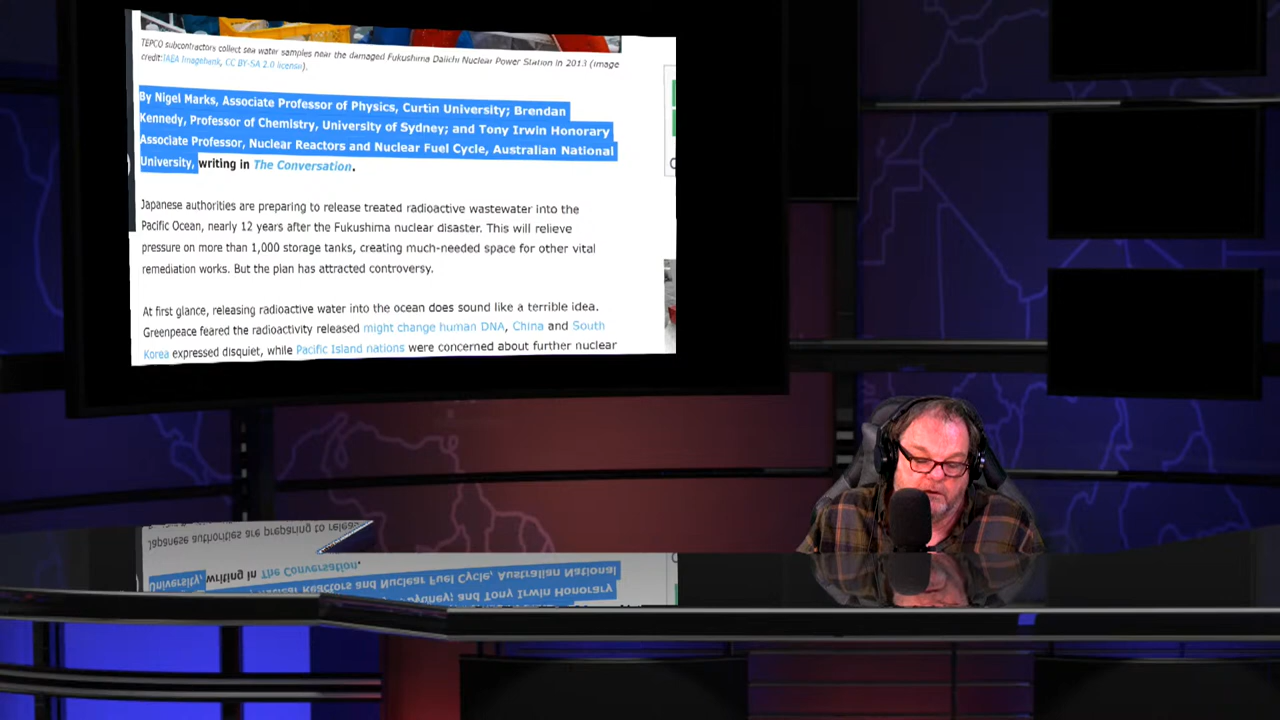 TEPCO subcontractors collect sea water samples near the damaged Fukushima Daiichi Nuclear Power Station in 2013 (image
credit:IAEA Imagebank, CC BY-SA 2.0 license).
By Nigel Marks, Associate Professor of Physics, Curtin University; Brendan
Kennedy, Professor of Chemistry, University of Sydney; and Tony Irwin Honorary
Associate Professor, Nuclear Reactors and Nuclear Fuel Cycle, Australian National
University, writing in The Conversation.
Japanese authorities are preparing to release treated radioactive wastewater into the
Pacific Ocean, nearly 12 years after the Fukushima nuclear disaster. This will relieve
pressure on more than 1,000 storage tanks, creating much-needed space for other vital
remediation works. But the plan has attracted controversy.
At first glance, releasing radioactive water into the ocean does sound like a terrible idea.
Greenpeace feared the radioactivity released might change human DNA, China and South
Korea expressed disquiet, while Pacific Island nations were concerned about further nuclear